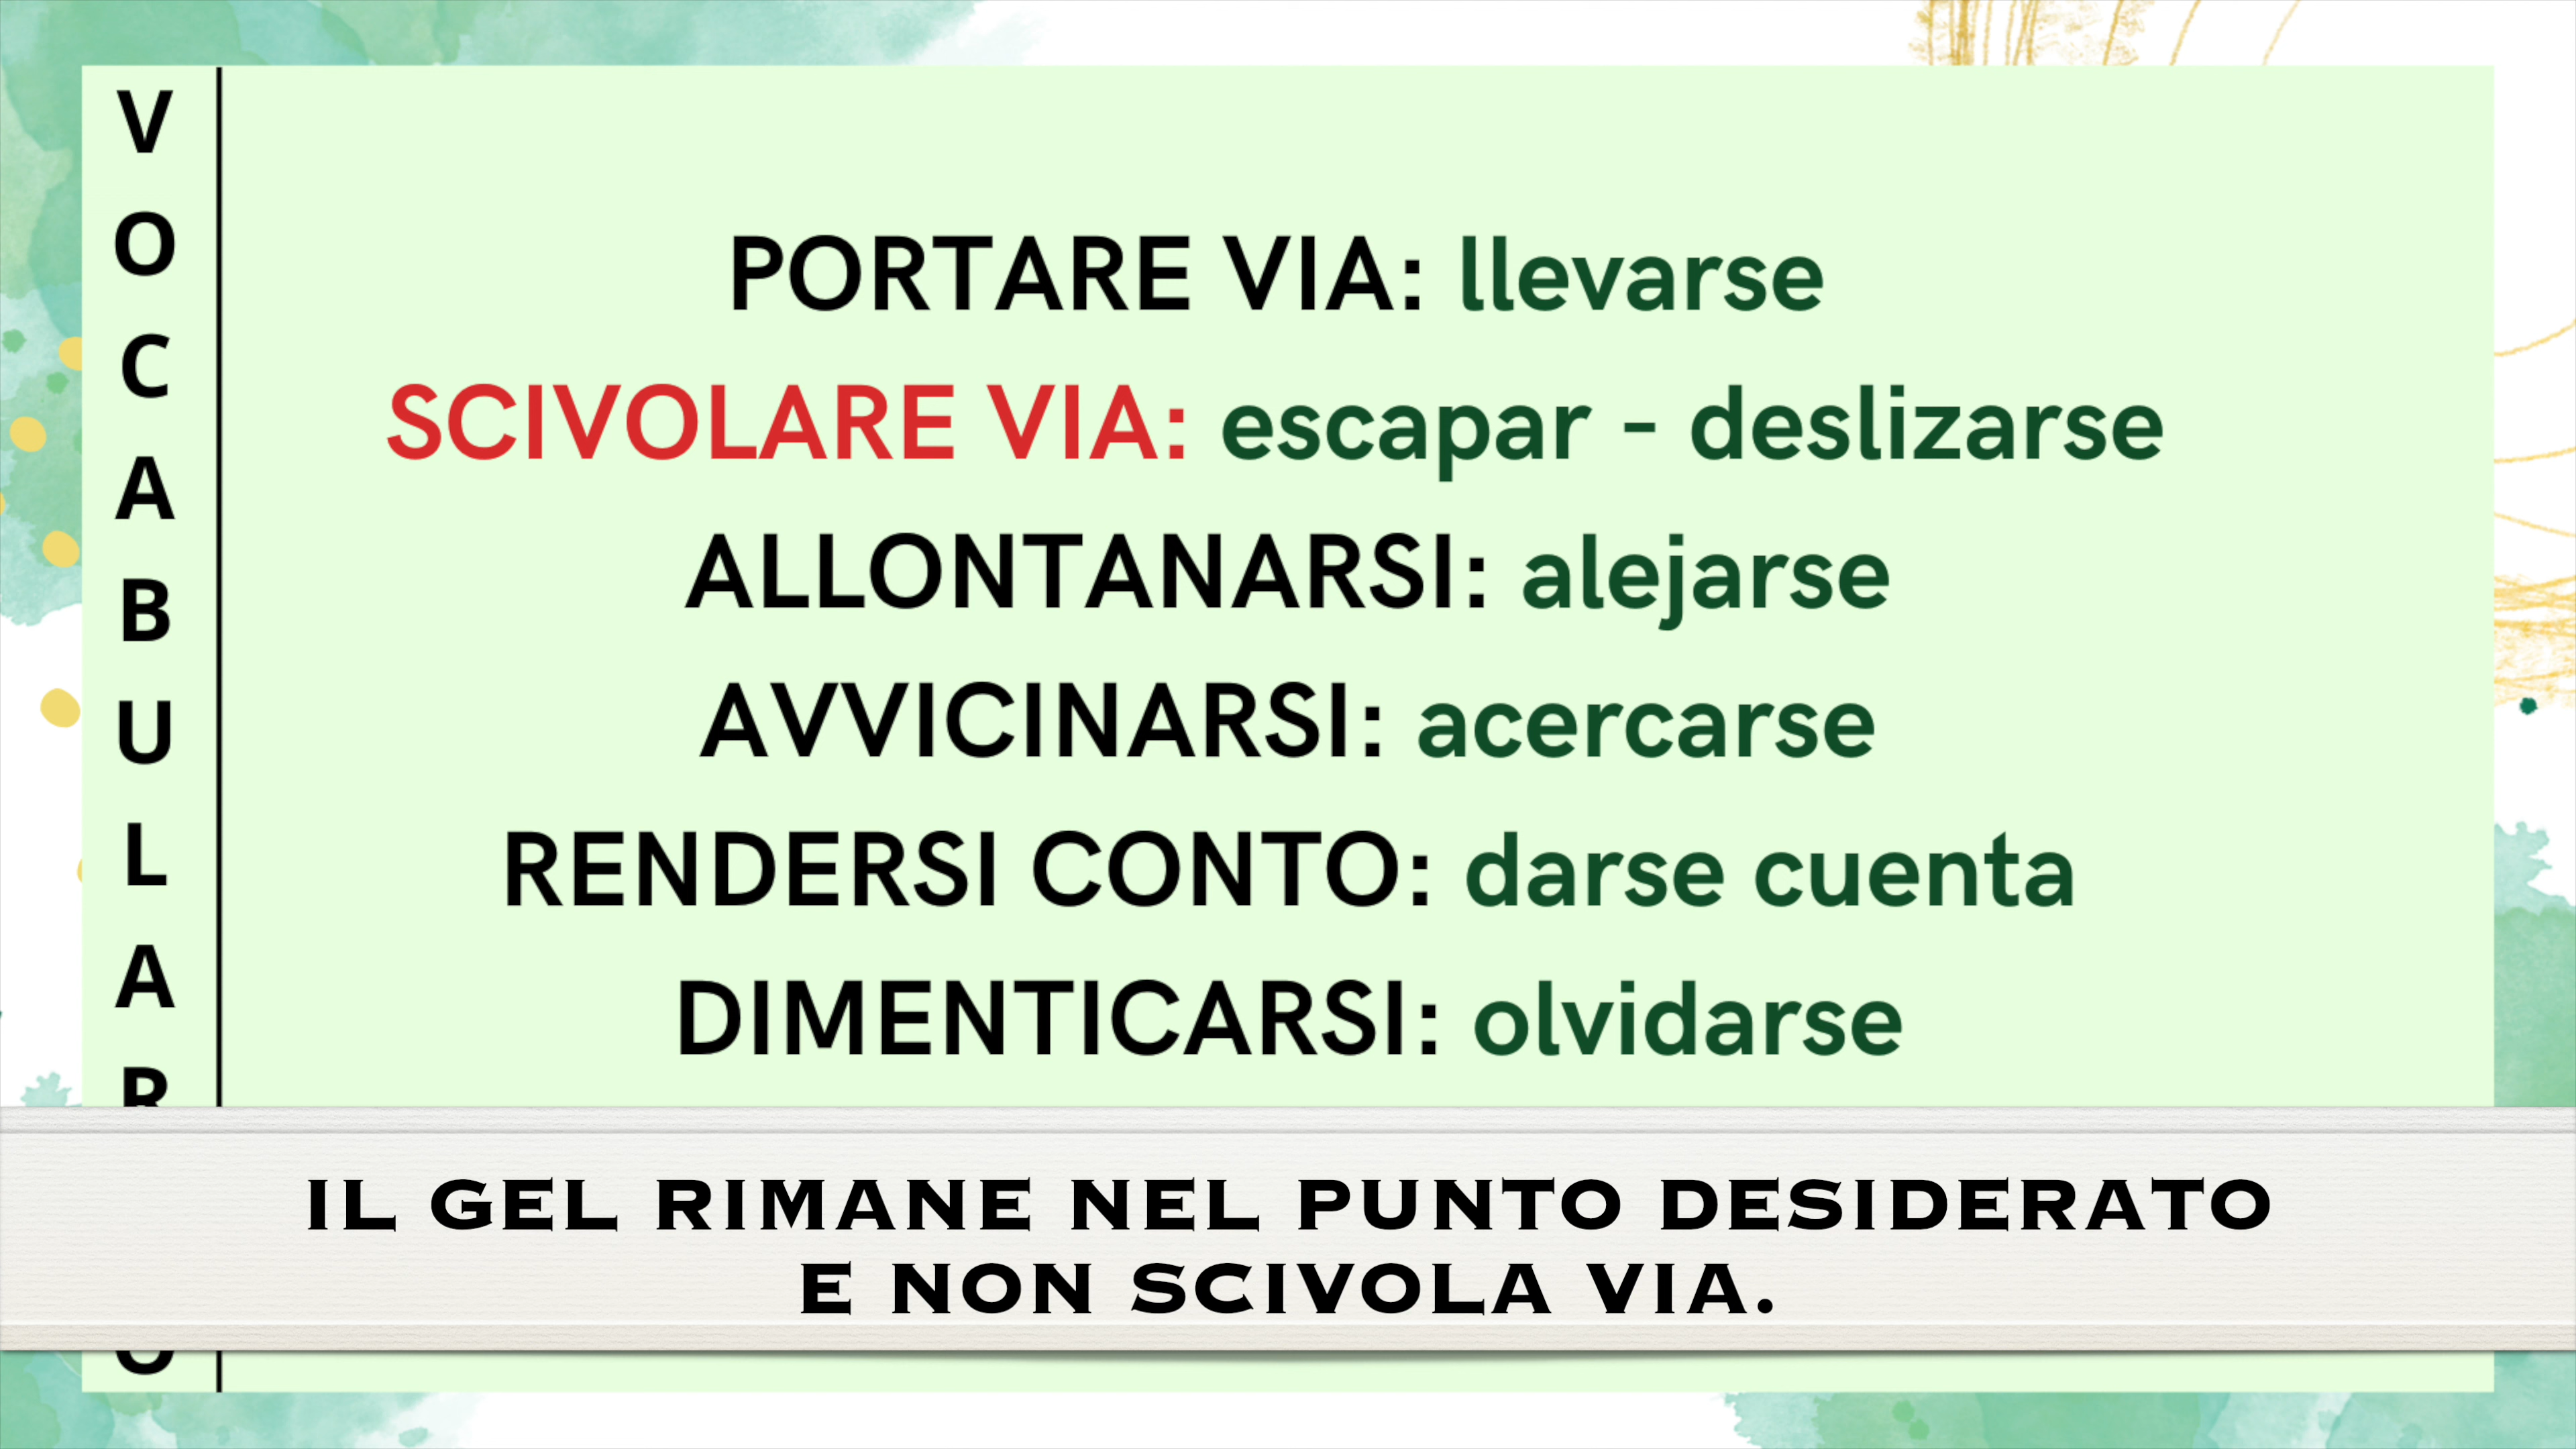 V
O
C
A
B
U
L
A
R
O
PORTARE VIA: llevarse
SCIVOLARE VIA: escapar - deslizarse
ALLONTANARSI: alejarse
AVVICINARSI: acercarse
RENDERSI CONTO: darse cuenta
DIMENTICARSI: olvidarse
IL GEL RIMANE NEL PUNTO DESIDERATO
E NON SCIVOLA VIA.